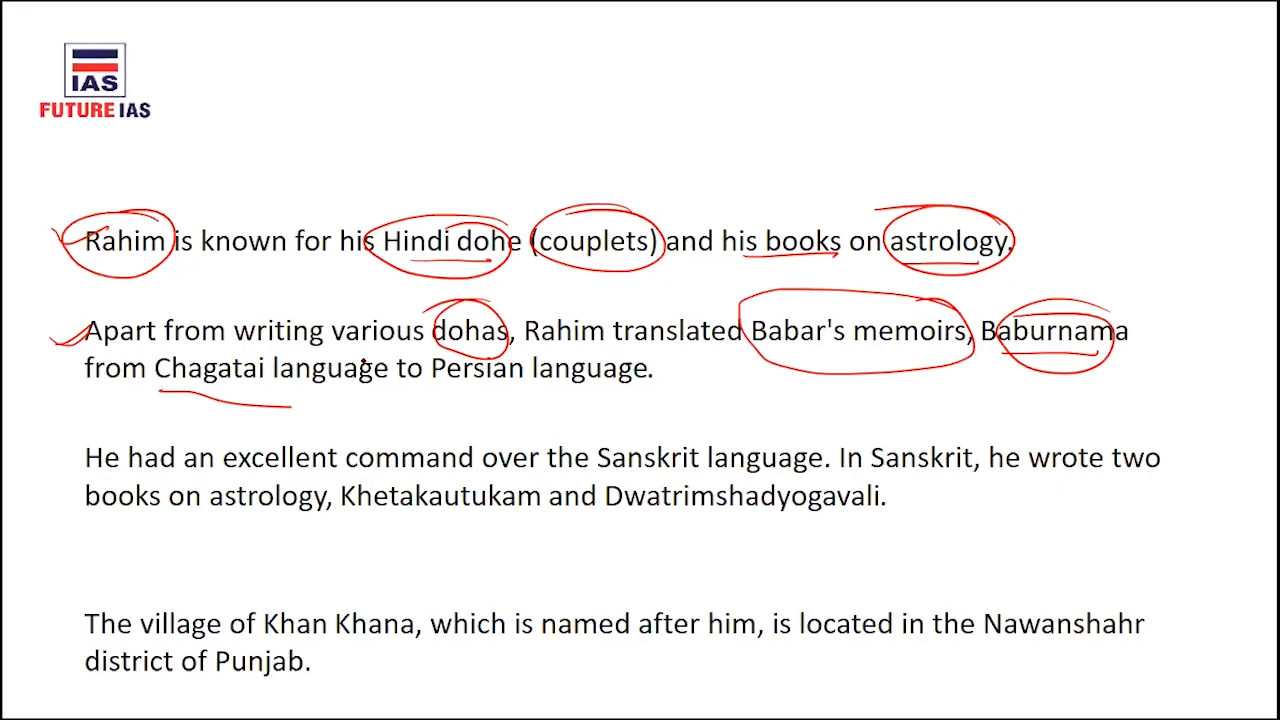 IAS
FUTURE IAS
Rahim is known for his Hindi dohe (couplets) and his books on astrology.
Apart from writing various dohas, Rahim translated Babar's memoirs, Baburnama
from Chagatai language to Persian language.
He had an excellent command over the Sanskrit language. In Sanskrit, he wrote two
books on astrology, Khetakautukam and Dwatrimshadyogavali.
The village of Khan Khana, which is named after him, is located in the Nawanshahr
district of Punjab.